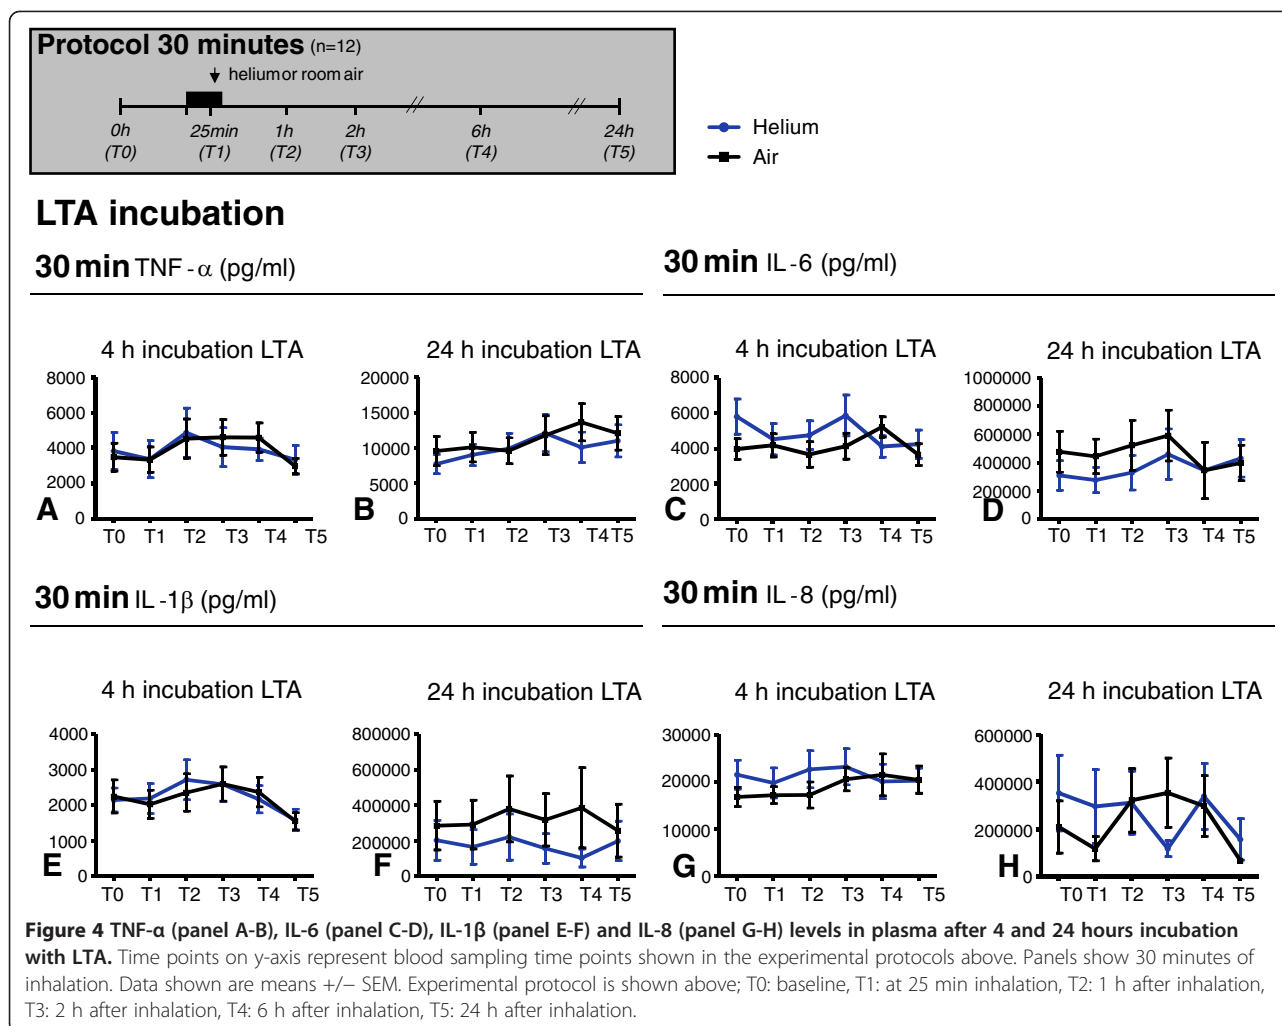 Protocol 30 minutes (n=12)
helium or room air
0h 25min 1h 2h 6h 24h
(T0) (T1) (T2) (T3) (T4) (T5)
Helium
Air
LTA incubation
30 min TNF - α (pg/ml)
30 min IL - 6 (pg/ml)
4 h incubation LTA
8000
6000
4000
2000
0
A
T0 T1 T2 T3 T4 T5
24 h incubation LTA
20000
15000
10000
5000
0
B
T0 T1 T2 T3 T4 T5
4 h incubation LTA
8000
6000
4000
2000
0
C
T0 T1 T2 T3 T4 T5
24 h incubation LTA
1000000
800000
600000
400000
200000
0
D
T0 T1 T2 T3 T4 T5
30 min IL - 1β (pg/ml)
30 min IL - 8 (pg/ml)
4 h incubation LTA
4000
3000
2000
1000
0
E
T0 T1 T2 T3 T4 T5
24 h incubation LTA
800000
600000
400000
200000
0
F
T0 T1 T2 T3 T4 T5
4 h incubation LTA
30000
20000
10000
0
G
T0 T1 T2 T3 T4 T5
24 h incubation LTA
600000
400000
200000
0
H
T0 T1 T2 T3 T4 T5
Figure 4 TNF-α (panel A-B), IL-6 (panel C-D), IL-1β (panel E-F) and IL-8 (panel G-H) levels in plasma after 4 and 24 hours incubation
with LTA. Time points on y-axis represent blood sampling time points shown in the experimental protocols above. Panels show 30 minutes of
inhalation. Data shown are means +/− SEM. Experimental protocol is shown above; T0: baseline, T1: at 25 min inhalation, T2: 1 h after inhalation,
T3: 2 h after inhalation, T4: 6 h after inhalation, T5: 24 h after inhalation.